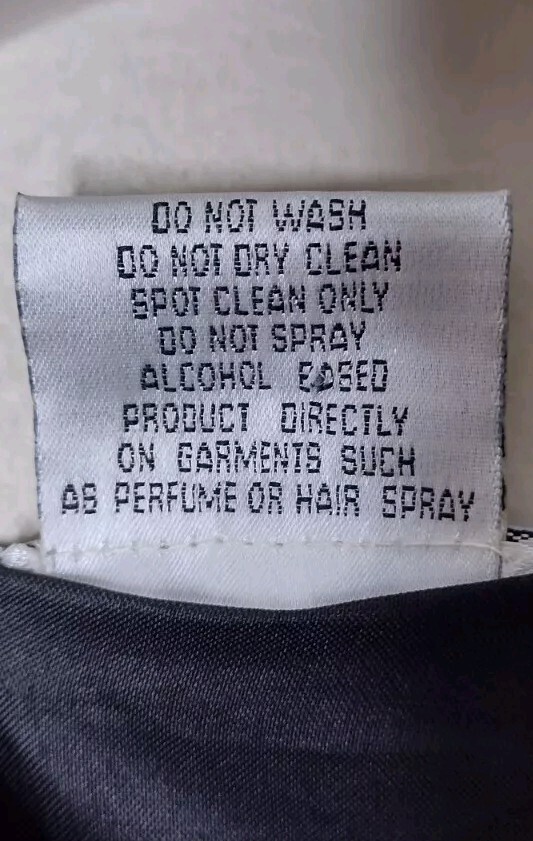 DO NOT WASH
DO NOT DRY CLEAN
SPOT CLEAN ONLY
DO NOT SPRAY
ALCOHOL BASED
PRODUCT DIRECTLY
ON GARMENTS SUCH
AS PERFUME OR HAIR SPRAY